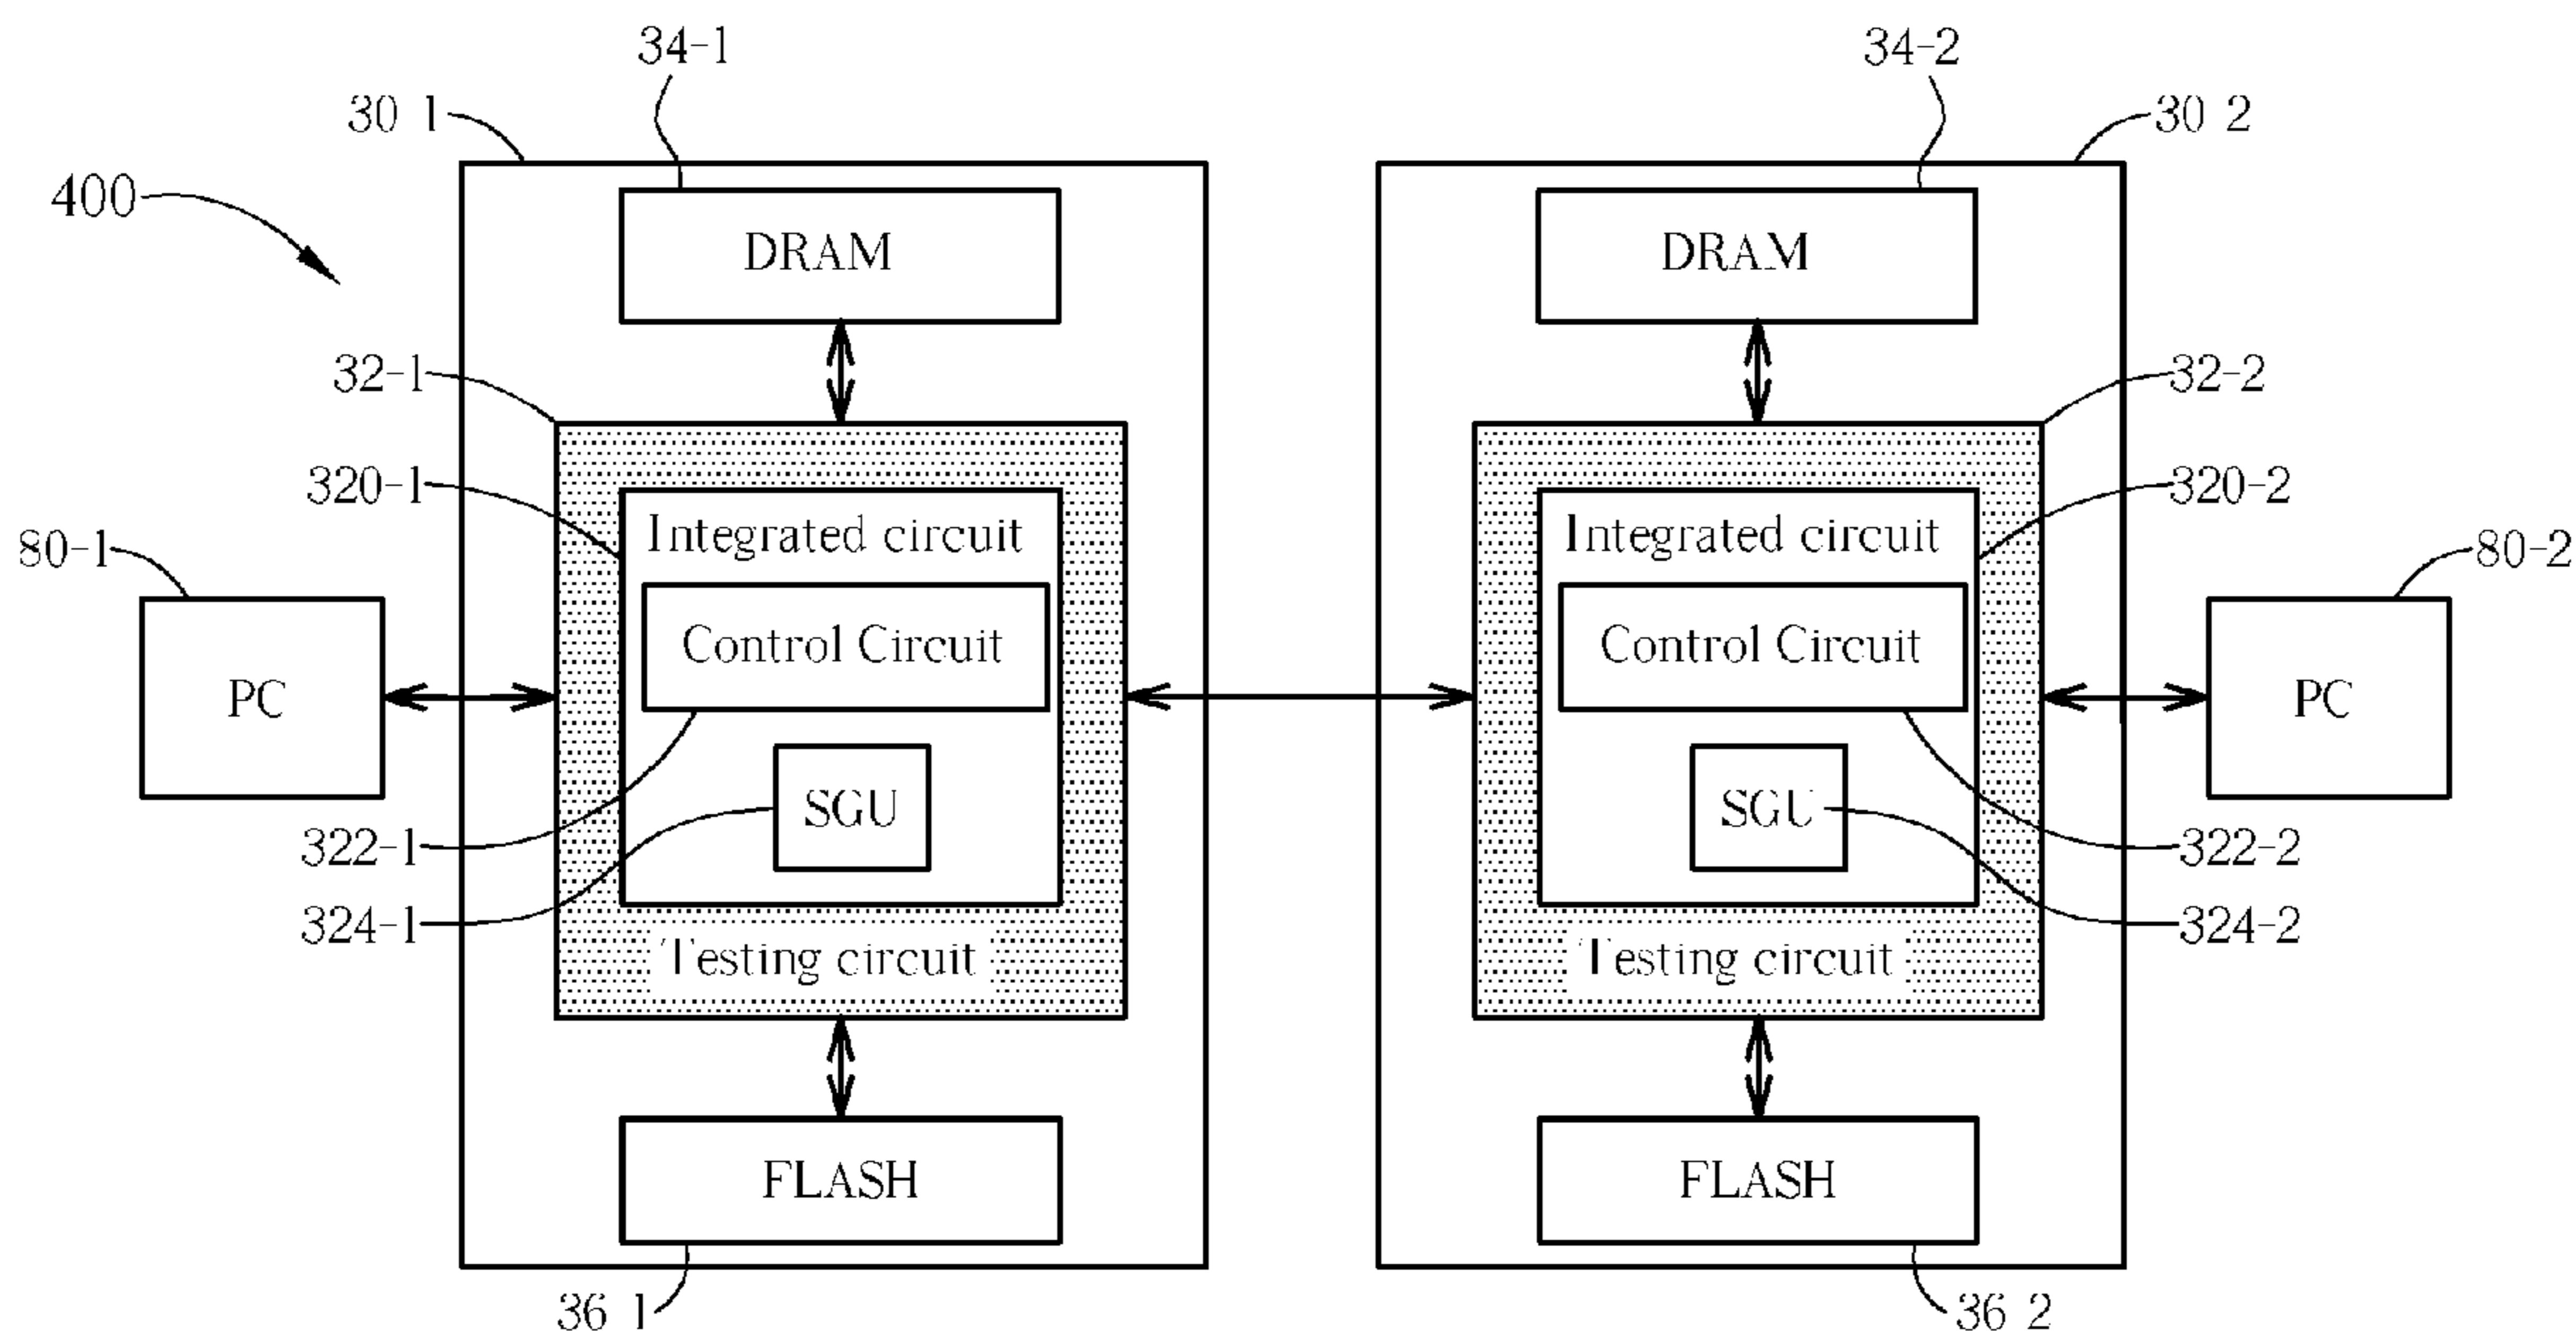 34-1
34-2
30 1
30 2
400
DRAM
DRAM
32-1
32-2
320-1
320-2
Integrated circuit
Integrated circuit
80-1
80-2
Control Circuit
Control Circuit
PC
PC
SGU
SGU
322-1
322-2
324-1
324-2
Testing circuit
Testing circuit
FLASH
FLASH
36 1
36 2